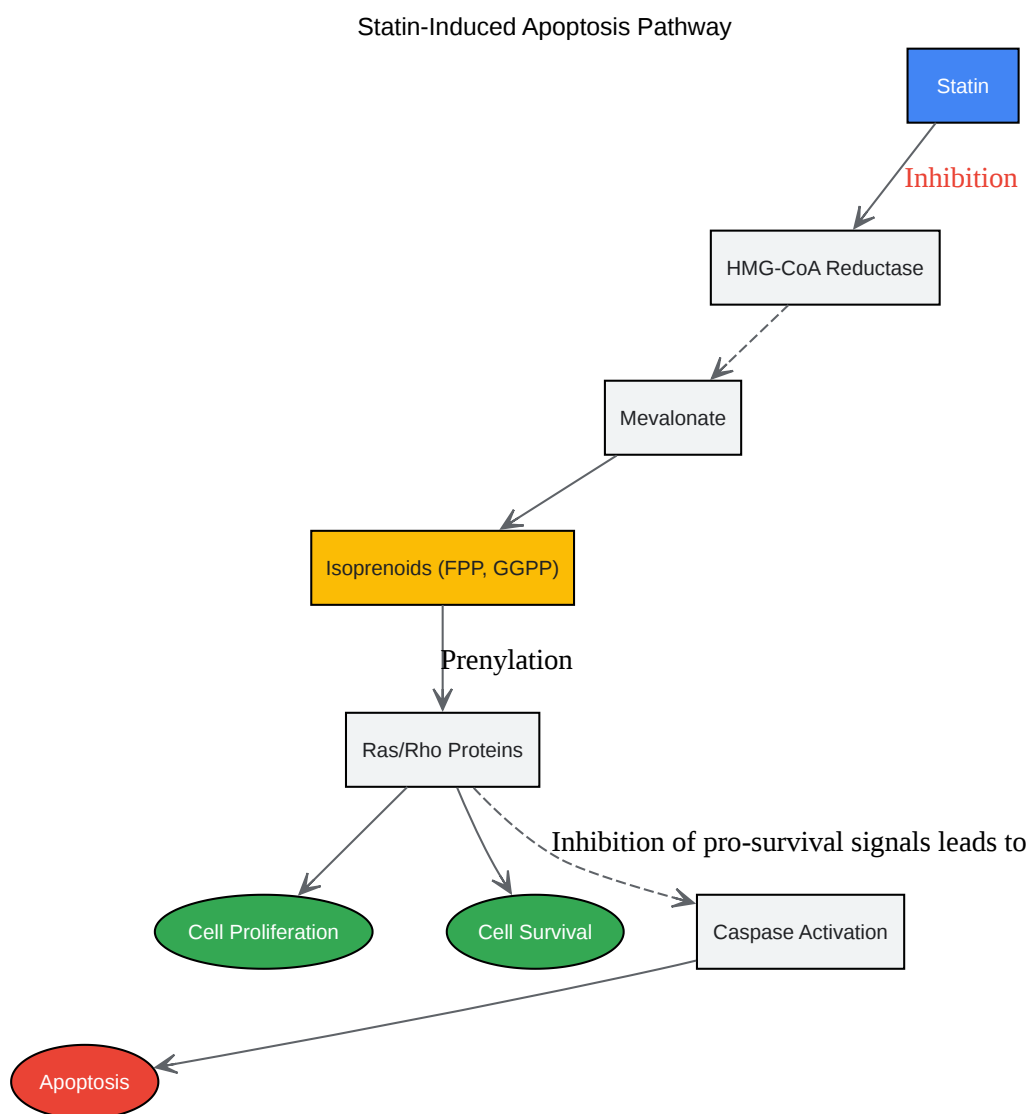 Statin-Induced Apoptosis Pathway
Statin
Inhibition
HMG-CoA Reductase
Mevalonate
Isoprenoids (FPP, GGPP)
Prenylation
Ras/Rho Proteins
Inhibition of pro-survival signals leads to
Cell Proliferation
Cell Survival
Caspase Activation
Apoptosis